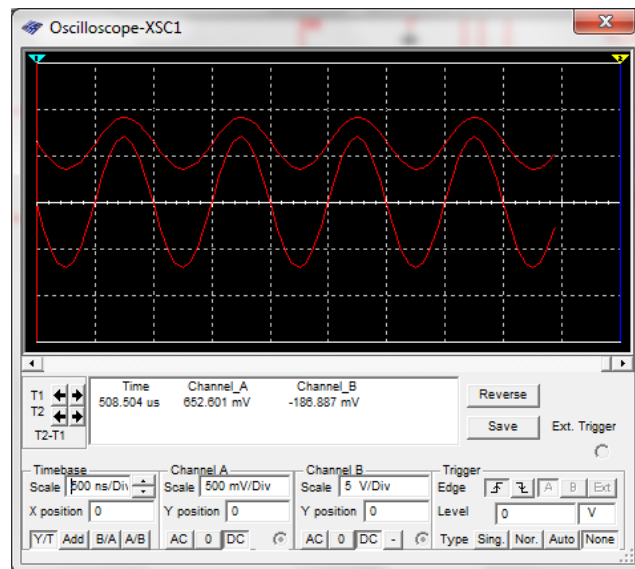 Oscilloscope-XSC1
1 2
Time Channel_A Channel_B
T1 508.504 us 652.601 mV -186.887 mV
T2
T2-T1
Reverse
Save Ext. Trigger
Timebase Channel A Channel B Trigger
Scale 500 ns/Div Scale 500 mV/Div Scale 5 V/Div Edge A B Ext
X position 0 Y position 0 Y position 0 Level 0 V
Y/T Add B/A A/B AC 0 DC AC 0 DC - Type Sing. Nor. Auto None